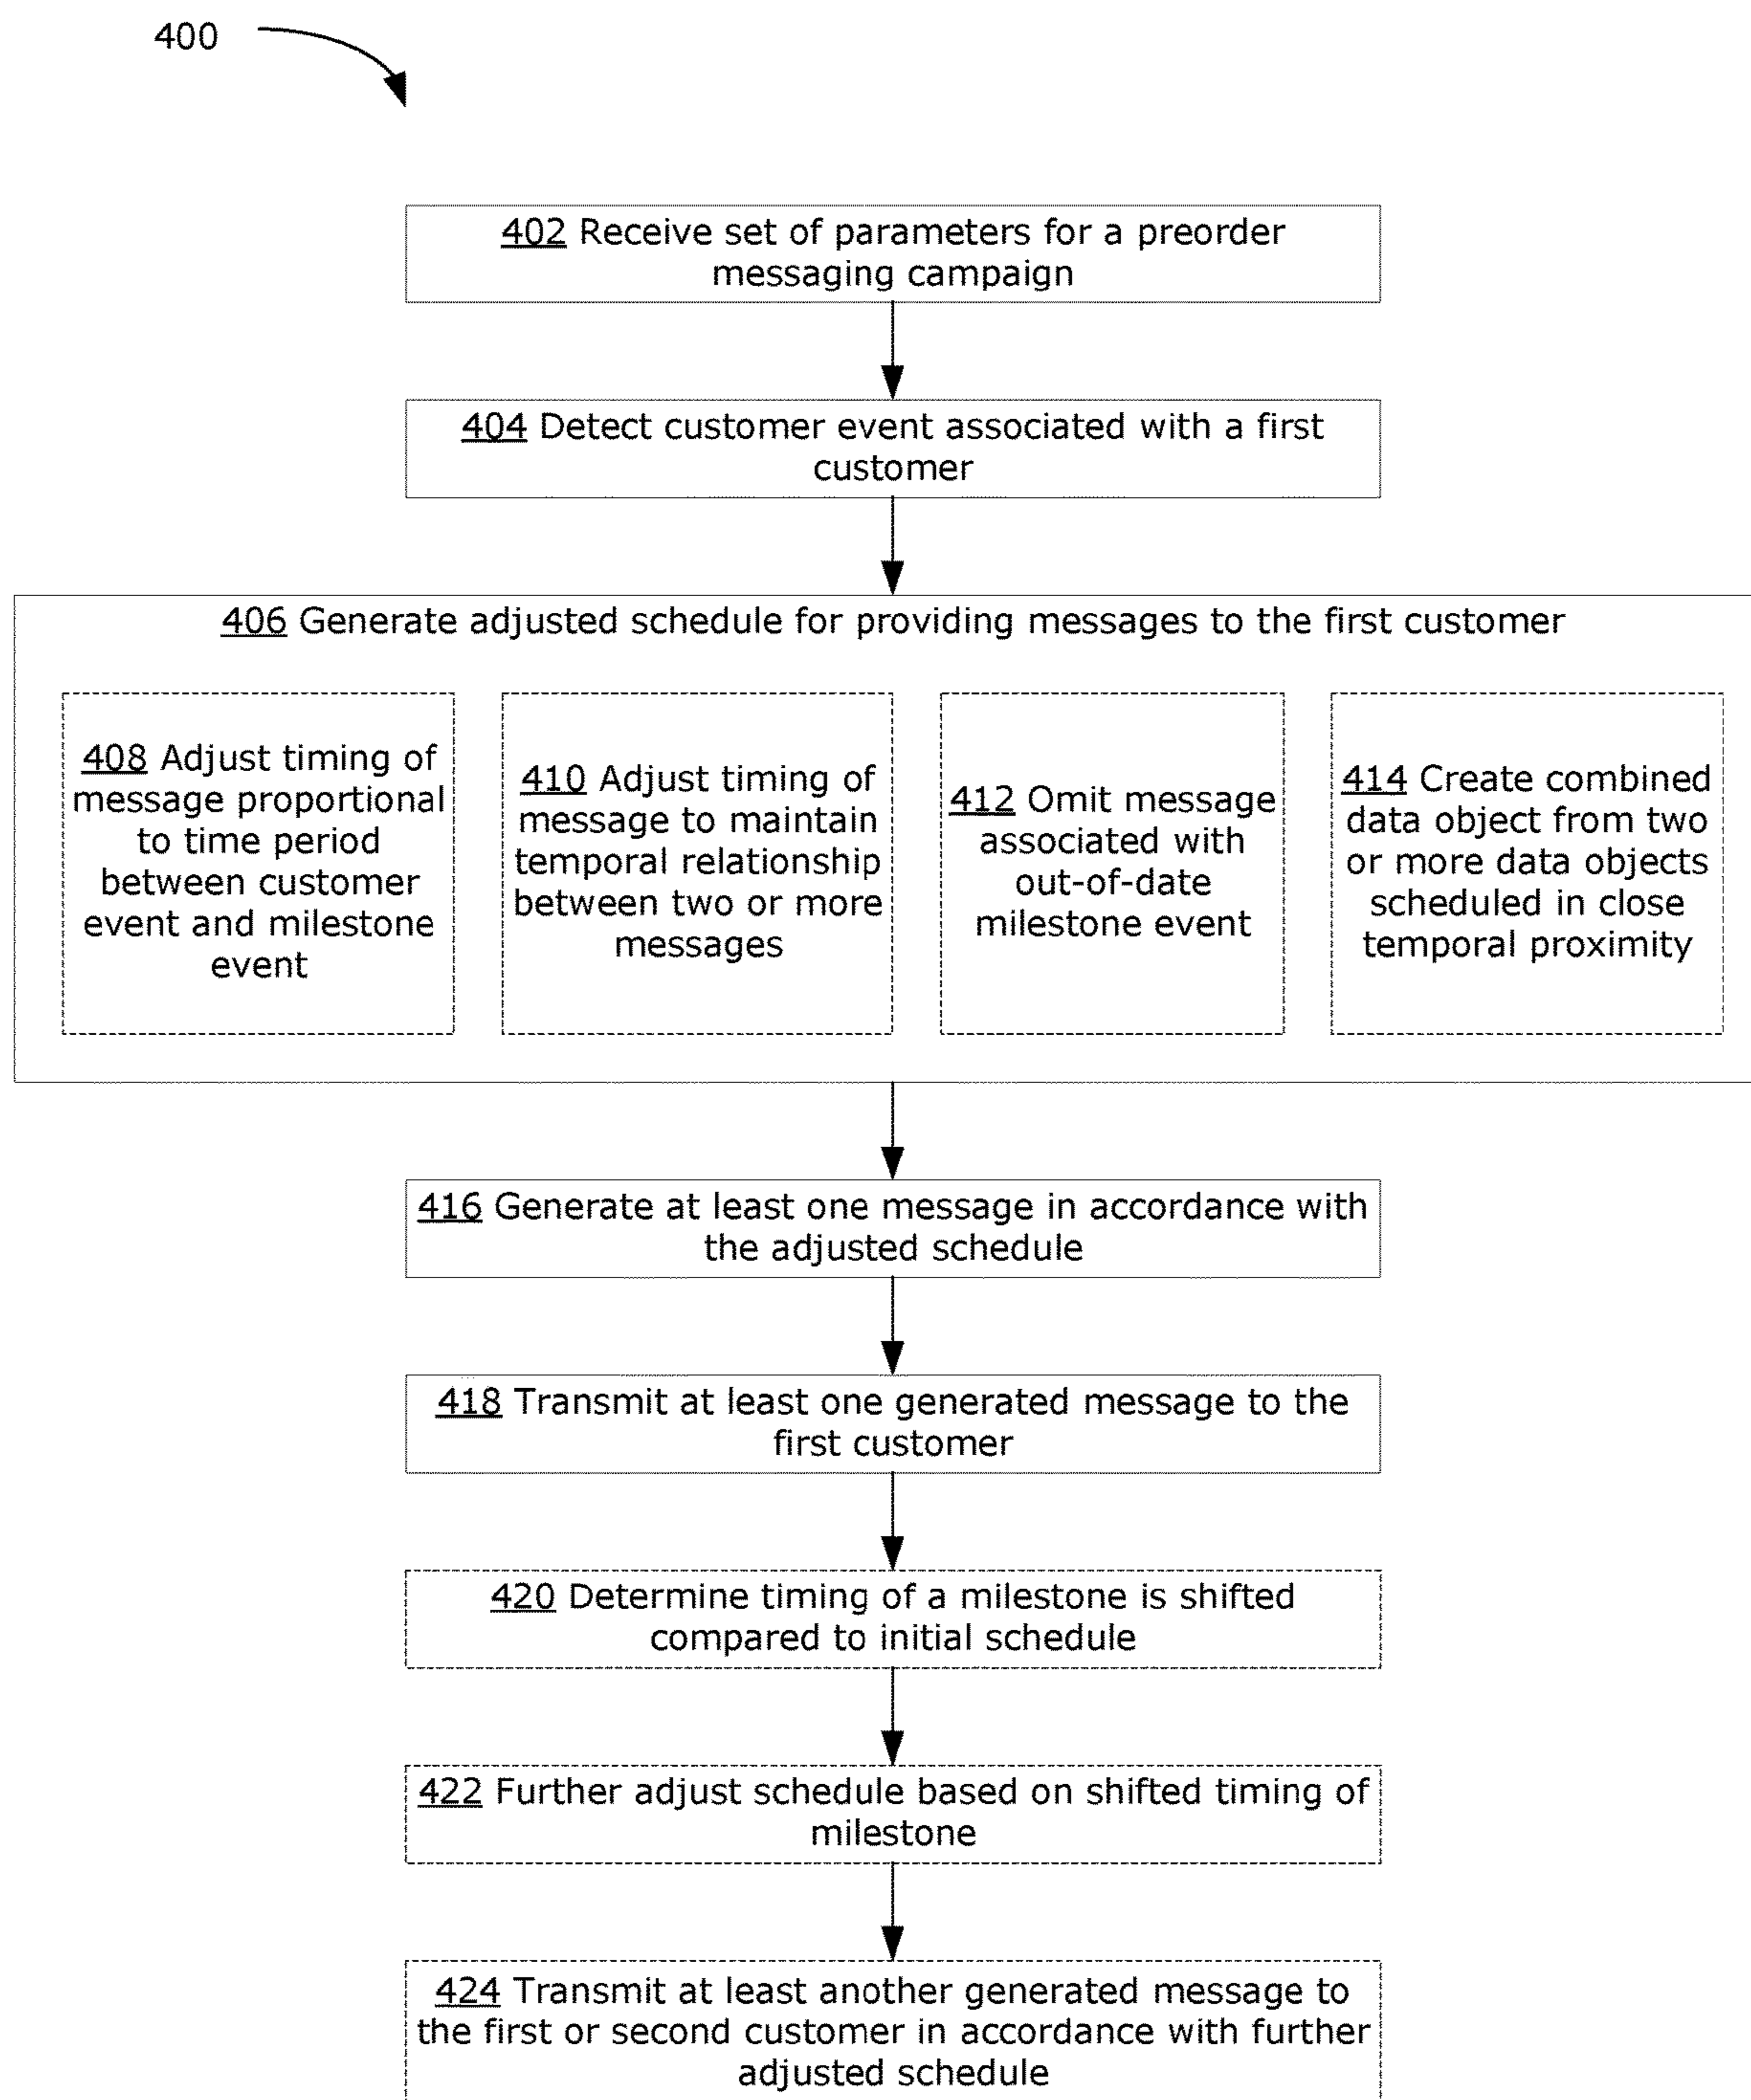 400
402 Receive set of parameters for a preorder
messaging campaign
404 Detect customer event associated with a first
customer
406 Generate adjusted schedule for providing messages to the first customer
408 Adjust timing of
message proportional
to time period
between customer
event and milestone
event
410 Adjust timing of
message to maintain
temporal relationship
between two or more
messages
412 Omit message
associated with
out-of-date
milestone event
414 Create combined
data object from two
or more data objects
scheduled in close
temporal proximity
416 Generate at least one message in accordance with
the adjusted schedule
418 Transmit at least one generated message to the
first customer
420 Determine timing of a milestone is shifted
compared to initial schedule
422 Further adjust schedule based on shifted timing of
milestone
424 Transmit at least another generated message to
the first or second customer in accordance with further
adjusted schedule